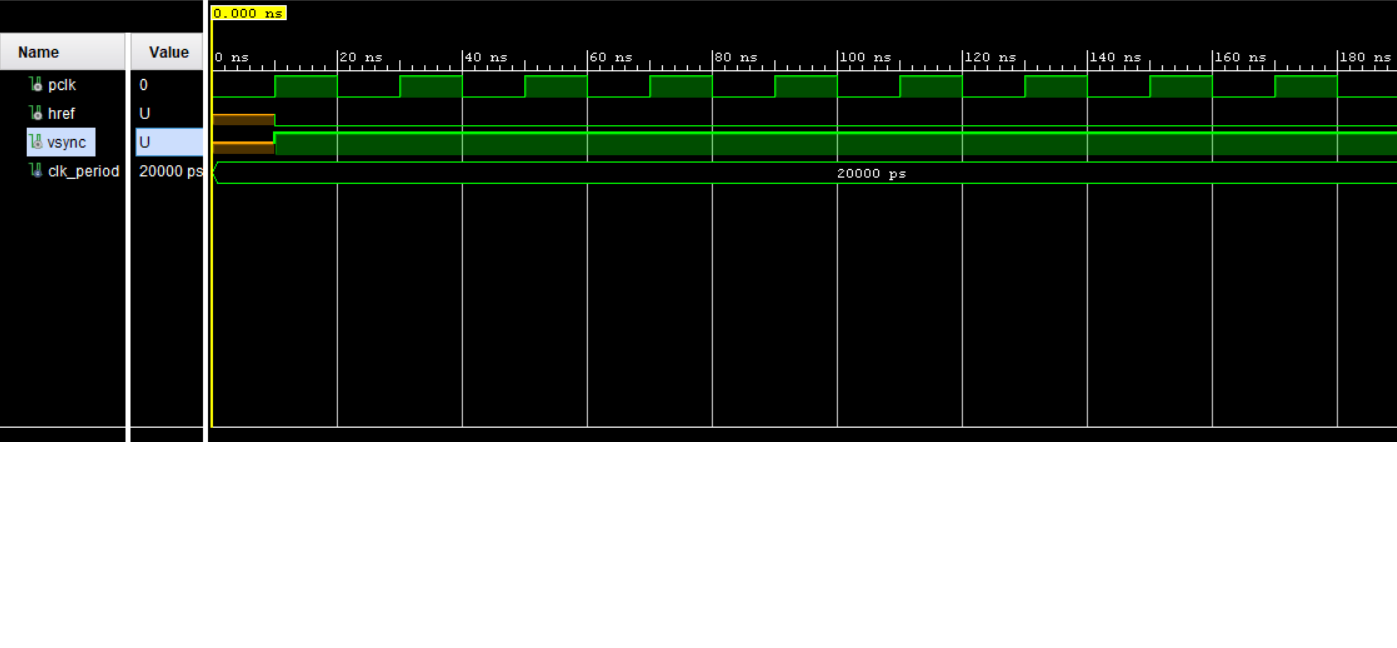 0.000 ns
Name Value
0 ns 20 ns 40 ns 60 ns 80 ns 100 ns 120 ns 140 ns 160 ns 180 ns
pclk 0
href U
vsync U
clk_period 20000 ps 20000 ps